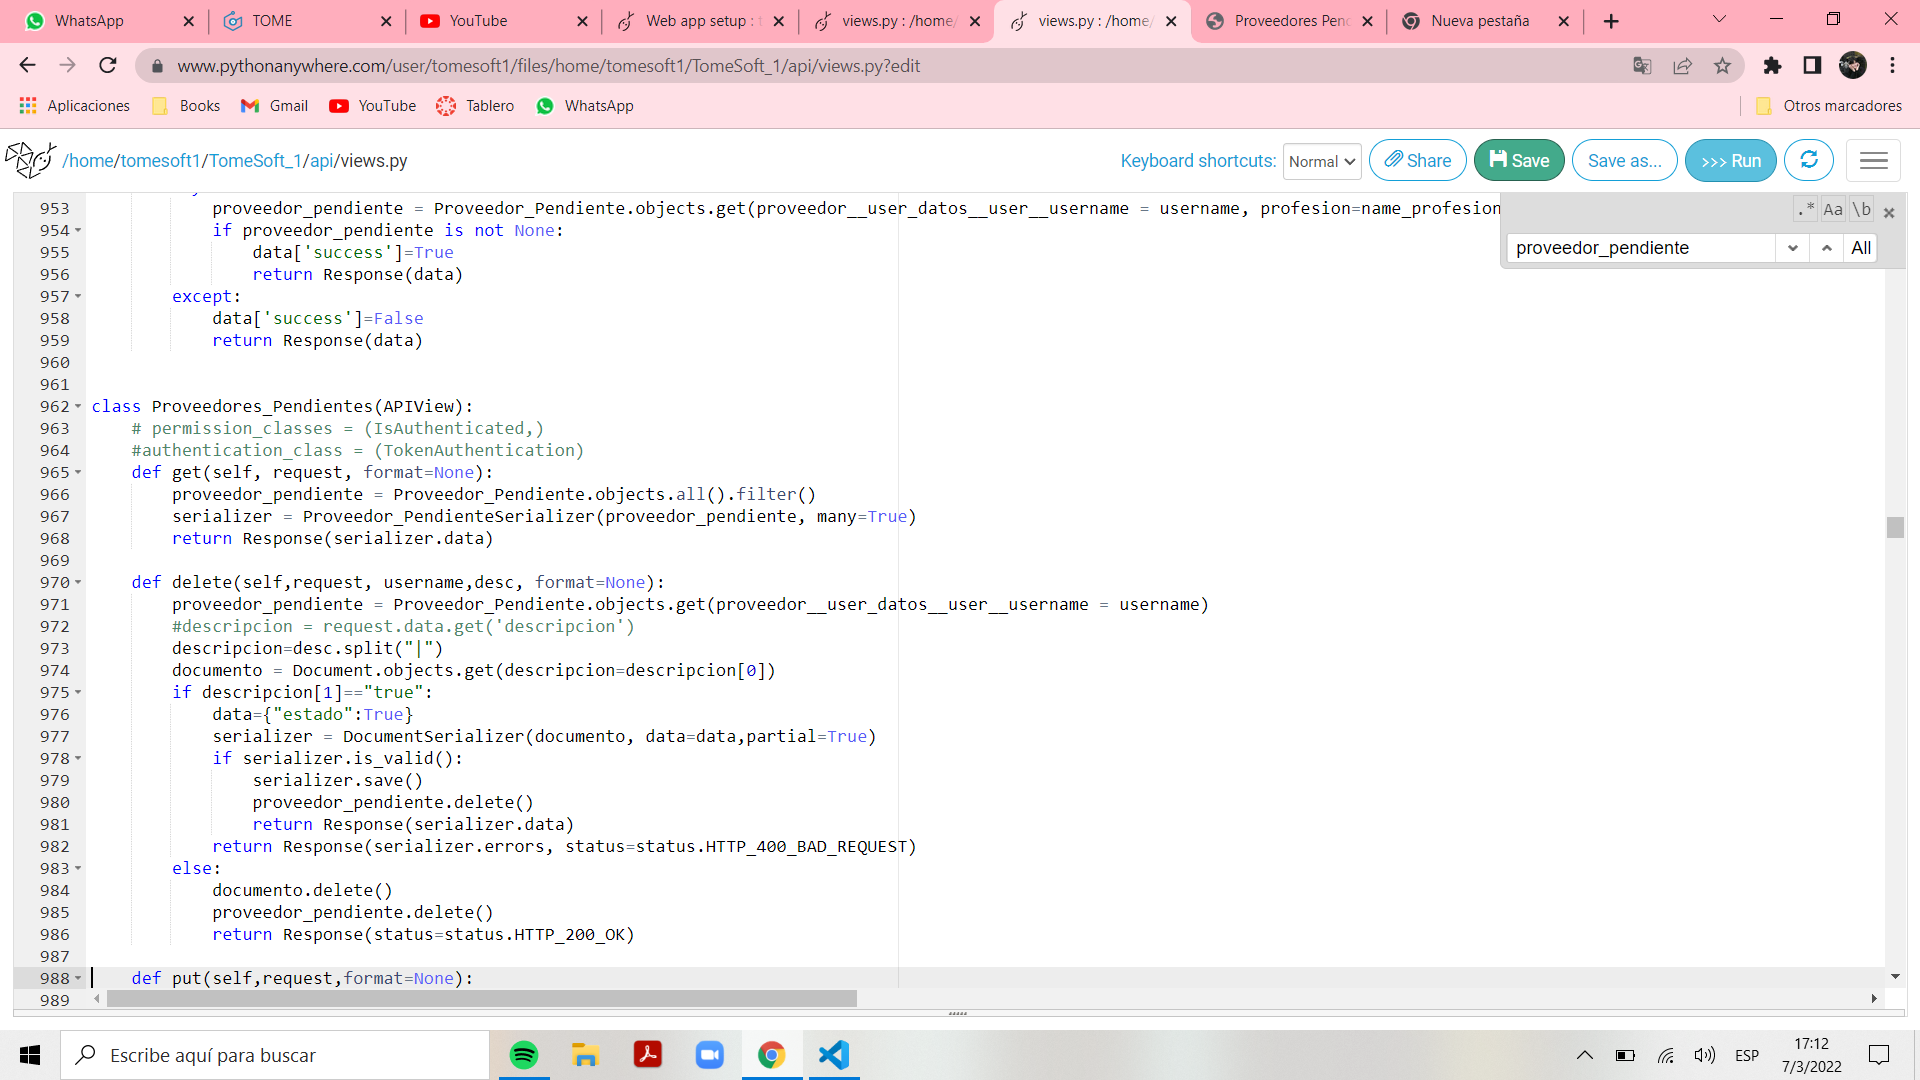 WhatsApp
TOME
YouTube
Web app setup : t
views.py : /home/
views.py : /home/
Proveedores Penc
Nueva pestaña
www.pythonanywhere.com/user/tomesoft1/files/home/tomesoft1/TomeSoft_1/api/views.py?edit
Aplicaciones Books Gmail YouTube Tablero WhatsApp Otros marcadores
/home/tomesoft1/TomeSoft_1/api/views.py Keyboard shortcuts: Normal Share Save Save as... >>> Run
.* Aa \b
proveedor_pendiente All
953 proveedor_pendiente = Proveedor_Pendiente.objects.get(proveedor__user_datos__user__username = username, profesion=name_profesion
954 if proveedor_pendiente is not None:
955 data['success']=True
956 return Response(data)
957 except:
958 data['success']=False
959 return Response(data)
960
961
962 class Proveedores_Pendientes(APIView):
963 # permission_classes = (IsAuthenticated,)
964 #authentication_class = (TokenAuthentication)
965 def get(self, request, format=None):
966 proveedor_pendiente = Proveedor_Pendiente.objects.all().filter()
967 serializer = Proveedor_PendienteSerializer(proveedor_pendiente, many=True)
968 return Response(serializer.data)
969
970 def delete(self,request, username,desc, format=None):
971 proveedor_pendiente = Proveedor_Pendiente.objects.get(proveedor__user_datos__user__username = username)
972 #descripcion = request.data.get('descripcion')
973 descripcion=desc.split("|")
974 documento = Document.objects.get(descripcion=descripcion[0])
975 if descripcion[1]=="true":
976 data={"estado":True}
977 serializer = DocumentSerializer(documento, data=data,partial=True)
978 if serializer.is_valid():
979 serializer.save()
980 proveedor_pendiente.delete()
981 return Response(serializer.data)
982 return Response(serializer.errors, status=status.HTTP_400_BAD_REQUEST)
983 else:
984 documento.delete()
985 proveedor_pendiente.delete()
986 return Response(status=status.HTTP_200_OK)
987
988 def put(self,request,format=None):
989
Escribe aquí para buscar
ESP
17:12
7/3/2022